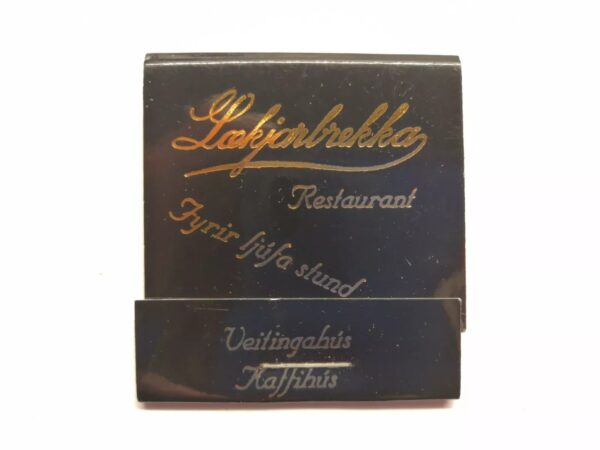 Lækjarbrekka
Restaurant
Fyrir ljúfa stund
Veitingahús
Kaffihús